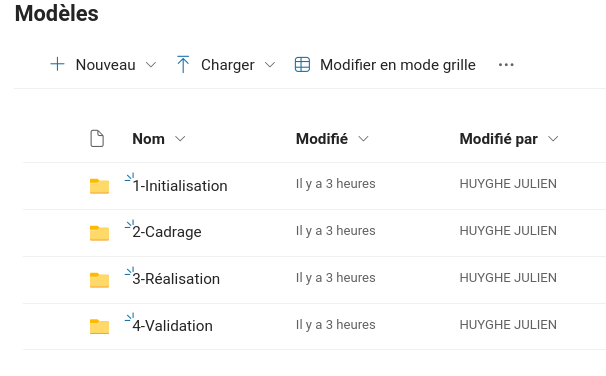 Modèles
Nouveau Charger Modifier en mode grille ...
Nom Modifié Modifié par
1-Initialisation Il y a 3 heures HUYGHE JULIEN
2-Cadrage Il y a 3 heures HUYGHE JULIEN
3-Réalisation Il y a 3 heures HUYGHE JULIEN
4-Validation Il y a 3 heures HUYGHE JULIEN